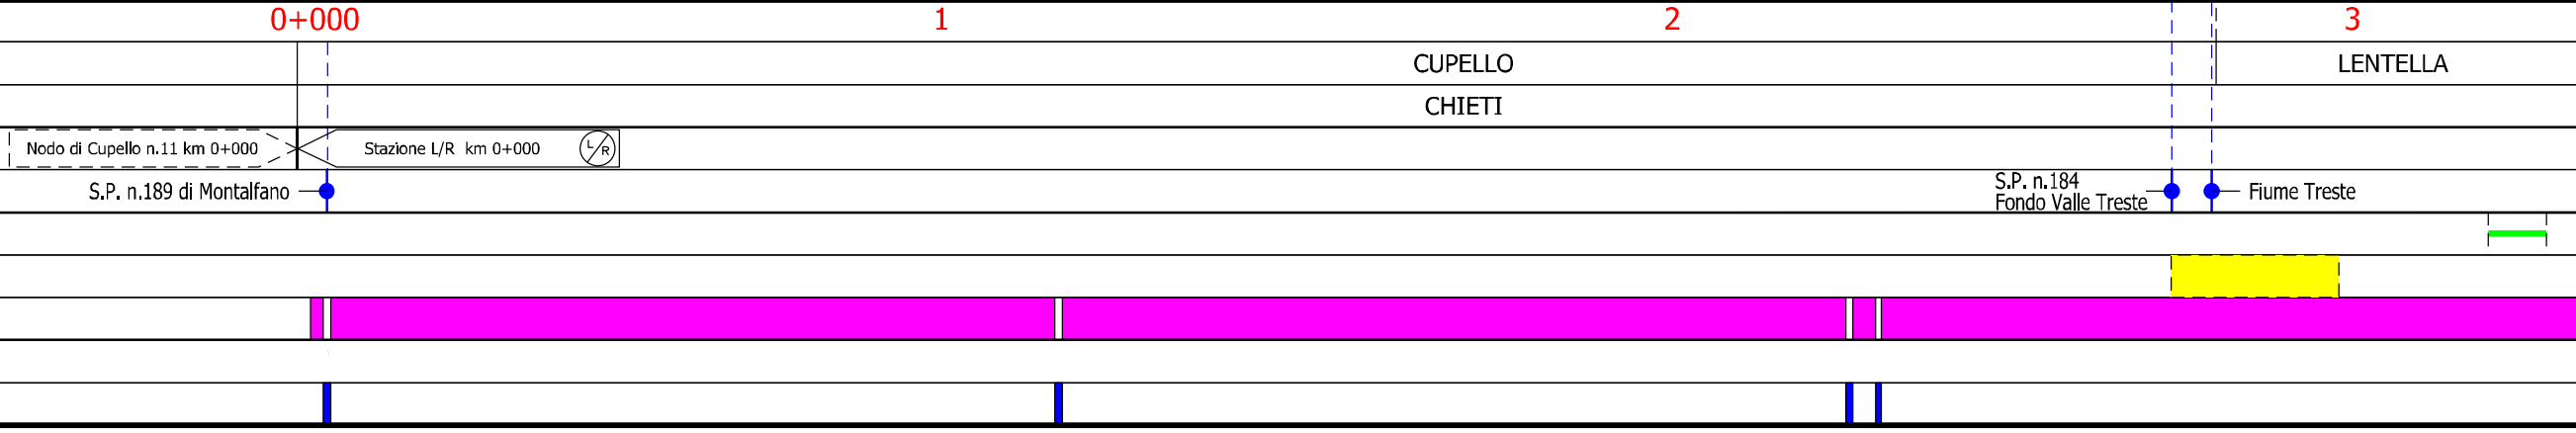 0+000 1 2 3
CUPELLO LENTELLA
CHIETI
Nodo di Cupello n.11 km 0+000 Stazione L/R km 0+000 L/R
S.P. n.189 di Montalfano
S.P. n.184
Fondo Valle Treste
Fiume Treste